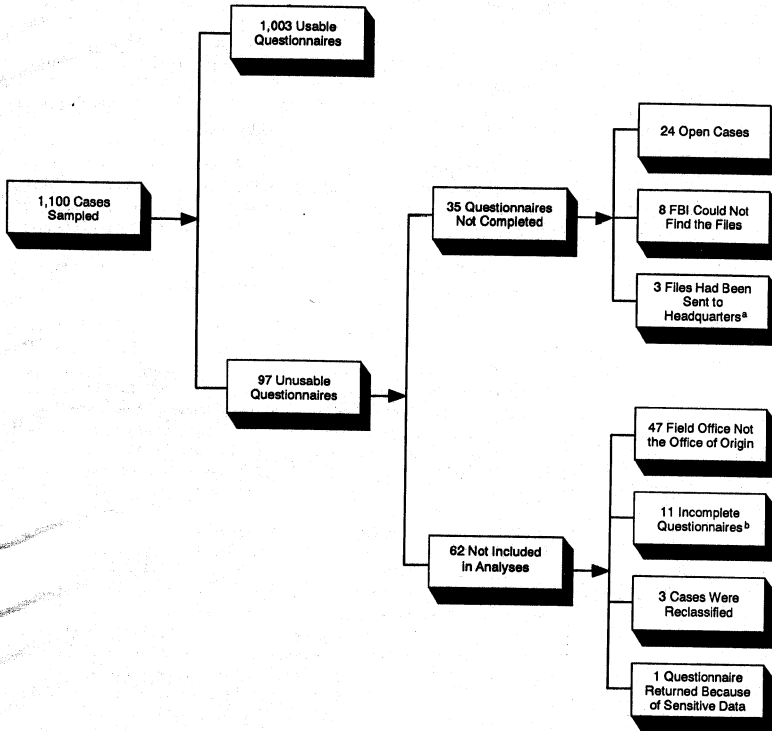 1,003 Usable
Questionnaires
1,100 Cases
Sampled
97 Unusable
Questionnaires
35 Questionnaires
Not Completed
24 Open Cases
8 FBI Could Not
Find the Files
3 Files Had Been
Sent to
Headquartersᵃ
62 Not Included
in Analyses
47 Field Office Not
the Office of Origin
11 Incomplete
Questionnairesᵇ
3 Cases Were
Reclassified
1 Questionnaire
Returned Because
of Sensitive Data